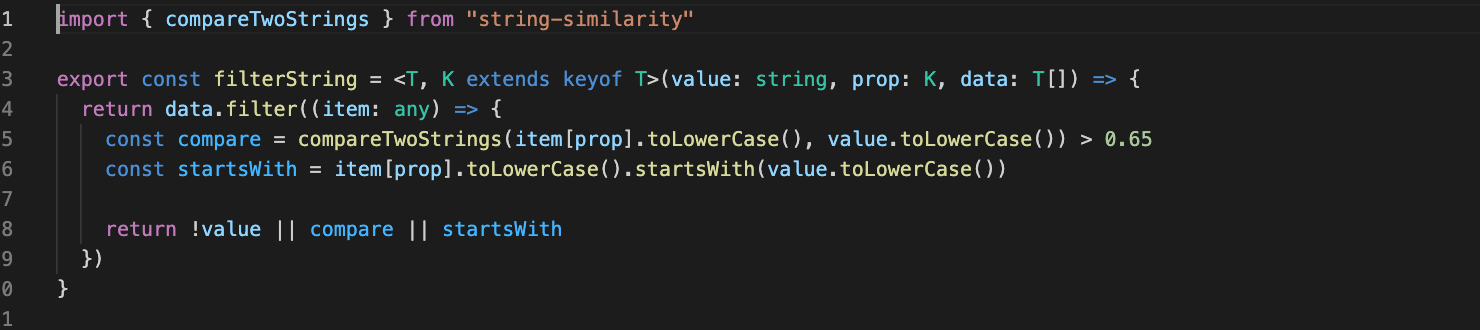 1 import { compareTwoStrings } from "string-similarity"
2
3 export const filterString = <T, K extends keyof T>(value: string, prop: K, data: T[]) => {
4   return data.filter((item: any) => {
5     const compare = compareTwoStrings(item[prop].toLowerCase(), value.toLowerCase()) > 0.65
6     const startsWith = item[prop].toLowerCase().startsWith(value.toLowerCase())
7
8     return !value || compare || startsWith
9   })
0 }
1